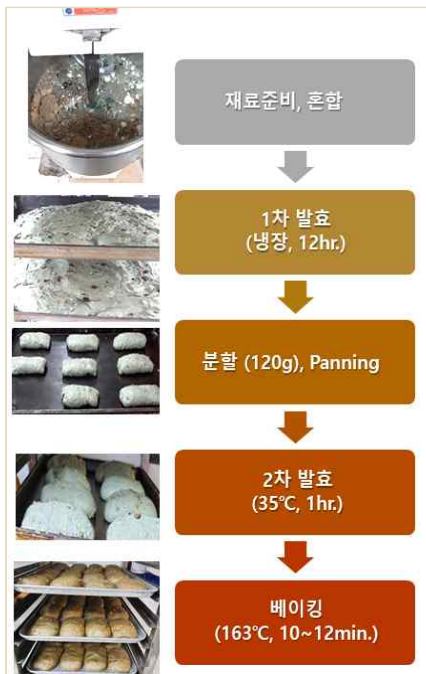 재료준비, 혼합
1차 발효
(냉장, 12hr.)
분할 (120g), Panning
2차 발효
(35℃, 1hr.)
베이킹
(163℃, 10~12min.)